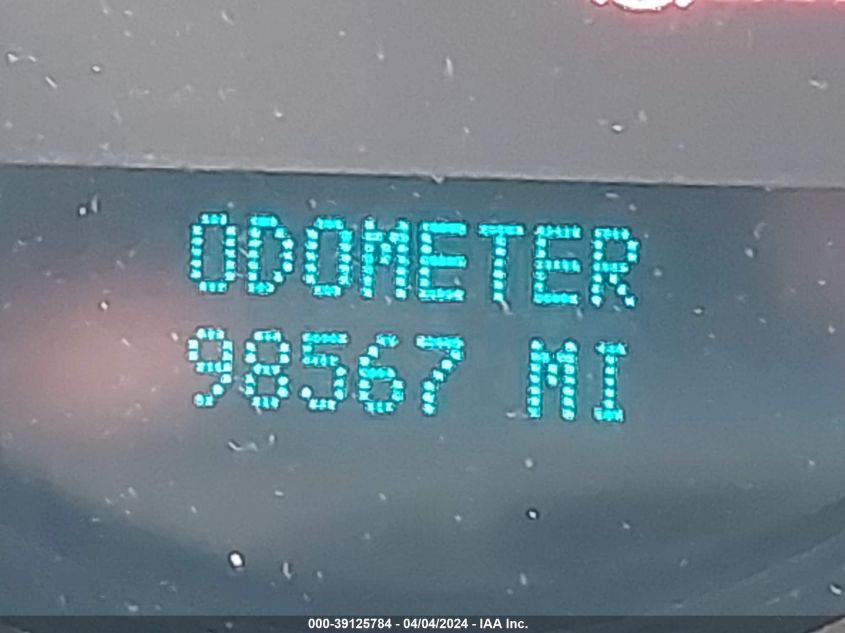 ODOMETER
98567 MI
000-39125784 - 04/04/2024 - IAA Inc.